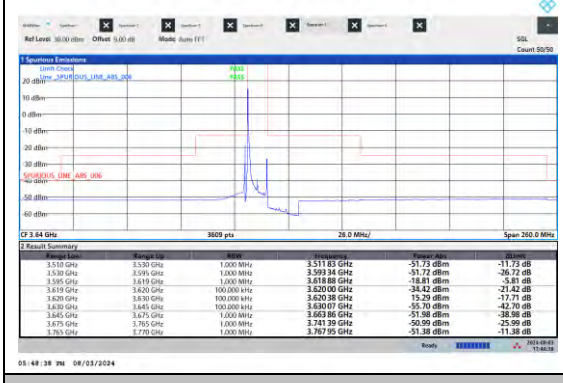 MultiView Spectrum
Ref Level 30.00 dBm Offset 5.00 dB Mode Auto FFT SGL
Count 50/50
1 Spurious Emissions
Limit Check PASS
Line _SPURIOUS_LINE_ABS_006 PASS
20 dBm
10 dBm
0 dBm
-10 dBm
-20 dBm
-30 dBm
_SPURIOUS_LINE_ABS_006
-40 dBm
-50 dBm
-60 dBm
CF 3.64 GHz 3609 pts 26.0 MHz/ Span 260.0 MHz
2 Result Summary
Range Low Range Up RBW Frequency Power Abs ΔLimit
3.510 GHz 3.530 GHz 1.000 MHz 3.511 83 GHz -51.73 dBm -11.73 dB
3.530 GHz 3.595 GHz 1.000 MHz 3.593 34 GHz -51.72 dBm -26.72 dB
3.595 GHz 3.619 GHz 1.000 MHz 3.618 88 GHz -18.81 dBm -5.81 dB
3.619 GHz 3.620 GHz 100.000 kHz 3.620 00 GHz -34.42 dBm -21.42 dB
3.620 GHz 3.630 GHz 100.000 kHz 3.620 38 GHz 15.29 dBm -17.71 dB
3.630 GHz 3.645 GHz 100.000 kHz 3.630 07 GHz -55.70 dBm -42.70 dB
3.645 GHz 3.675 GHz 1.000 MHz 3.663 86 GHz -51.98 dBm -38.98 dB
3.675 GHz 3.765 GHz 1.000 MHz 3.741 39 GHz -50.99 dBm -25.99 dB
3.765 GHz 3.770 GHz 1.000 MHz 3.767 95 GHz -51.38 dBm -11.38 dB
Ready 2024-08-03
17:48:38
05:48:38 PM 08/03/2024